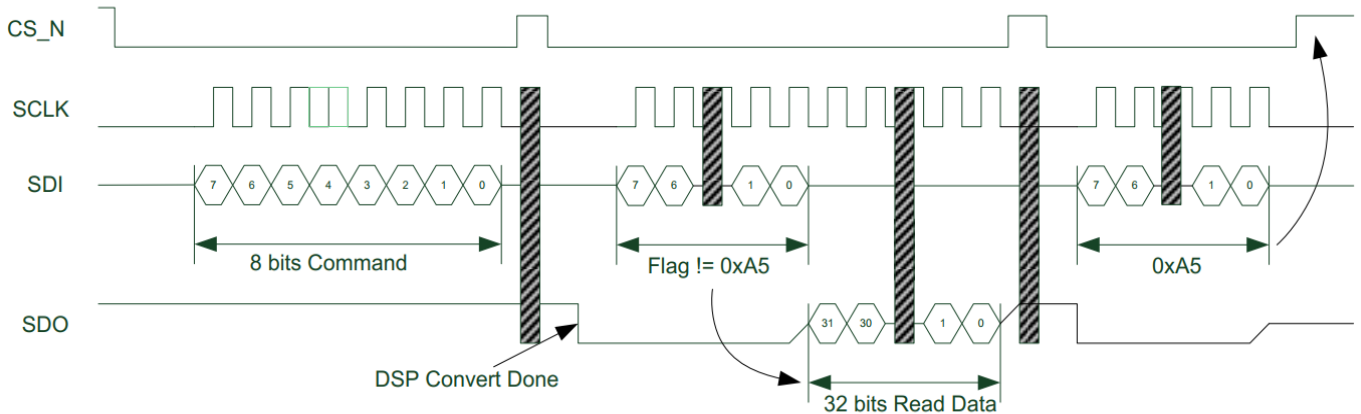 CS_N
SCLK
SDI
7 6 5 4 3 2 1 0
7 6 1 0
7 6 1 0
8 bits Command
Flag != 0xA5
0xA5
SDO
31 30 1 0
DSP Convert Done
32 bits Read Data